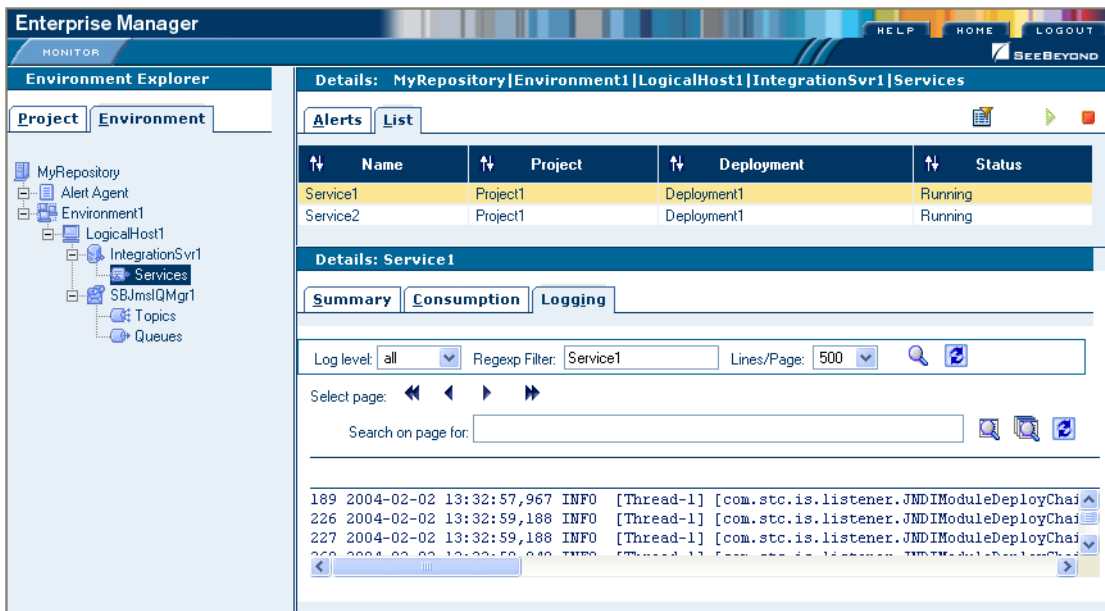 Enterprise Manager
HELP HOME LOGOUT
MONITOR
SEEBEYOND
Environment Explorer
Project Environment
MyRepository
Alert Agent
Environment1
LogicalHost1
IntegrationSvr1
Services
SBJmsIQMgr1
Topics
Queues
Details: MyRepository|Environment1|LogicalHost1|IntegrationSvr1|Services
Alerts List
Name Project Deployment Status
Service1 Project1 Deployment1 Running
Service2 Project1 Deployment1 Running
Details: Service1
Summary Consumption Logging
Log level: all Regexp Filter: Service1 Lines/Page: 500
Select page:
Search on page for:
189 2004-02-02 13:32:57,967 INFO [Thread-1] [com.stc.is.listener.JNDIModuleDeployChai
226 2004-02-02 13:32:59,188 INFO [Thread-1] [com.stc.is.listener.JNDIModuleDeployChai
227 2004-02-02 13:32:59,188 INFO [Thread-1] [com.stc.is.listener.JNDIModuleDeployChai